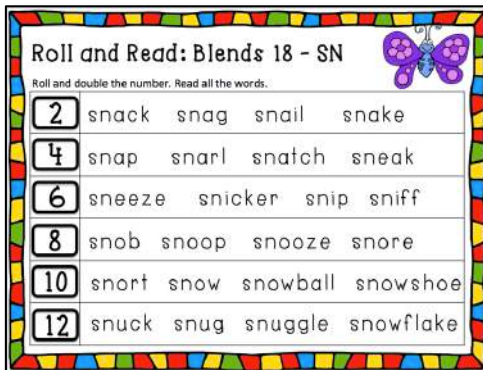 Roll and Read: Blends 18 - SN
Roll and double the number. Read all the words.
2 snack snag snail snake
4 snap snarl snatch sneak
6 sneeze snicker snip sniff
8 snob snoop snooze snore
10 snort snow snowball snowshoe
12 snuck snug snuggle snowflake